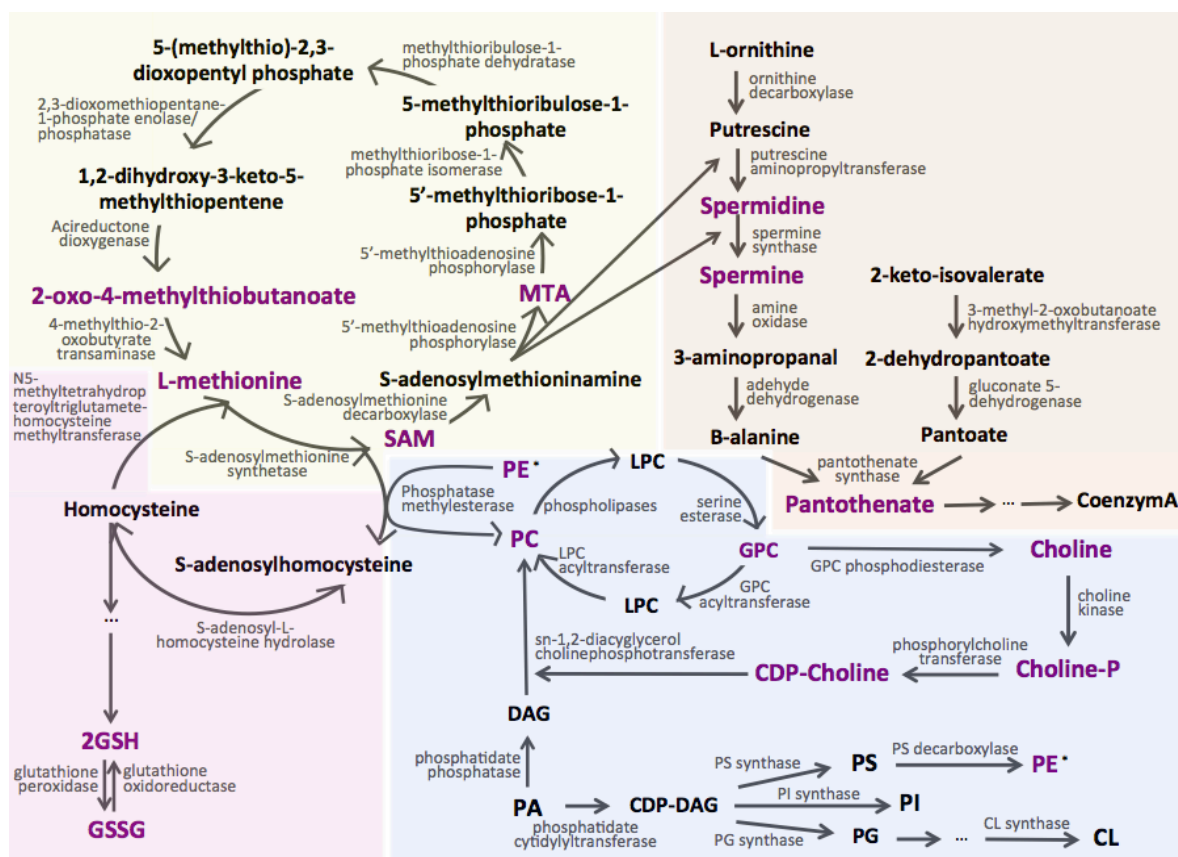 5-(methylthio)-2,3-
dioxopentyl phosphate
methylthioribulose-1-
phosphate dehydratase
2,3-dioxomethiopentane-
1-phosphate enolase/
phosphatase
5-methylthioribulose-1-
phosphate
1,2-dihydroxy-3-keto-5-
methylthiopentene
methylthioribose-1-
phosphate isomerase
5'-methylthioribose-1-
phosphate
Acireductone
dioxygenase
5'-methylthioadenosine
phosphorylase
2-oxo-4-methylthiobutanoate
MTA
4-methylthio-2-
oxobutyrate
transaminase
5'-methylthioadenosine
phosphorylase
L-methionine
S-adenosylmethioninamine
S-adenosylmethionine
decarboxylase
SAM
S-adenosylmethionine
synthetase
L-ornithine
ornithine
decarboxylase
Putrescine
putrescine
aminopropyltransferase
Spermidine
spermine
synthase
Spermine
amine
oxidase
3-aminopropanal
adehyde
dehydrogenase
B-alanine
2-keto-isovalerate
3-methyl-2-oxobutanoate
hydroxymethyltransferase
2-dehydropantoate
gluconate 5-
dehydrogenase
Pantoate
pantothenate
synthase
Pantothenate
...
CoenzymA
N5-
methyltetrahydrop
teroyltriglutamete-
homocysteine
methyltransferase
Homocysteine
S-adenosylhomocysteine
...
S-adenosyl-L-
homocysteine hydrolase
2GSH
glutathione
peroxidase
glutathione
oxidoreductase
GSSG
PE*
Phosphatase
methylesterase
PC
phospholipases
LPC
serine
esterase
GPC
LPC
acyltransferase
LPC
GPC
acyltransferase
GPC phosphodiesterase
Choline
choline
kinase
Choline-P
phosphorylcholine
transferase
CDP-Choline
sn-1,2-diacyglycerol
cholinephosphotransferase
DAG
phosphatidate
phosphatase
PA
phosphatidate
cytidylyltransferase
CDP-DAG
PS synthase
PS
PS decarboxylase
PE*
PI synthase
PI
PG synthase
PG
...
CL synthase
CL